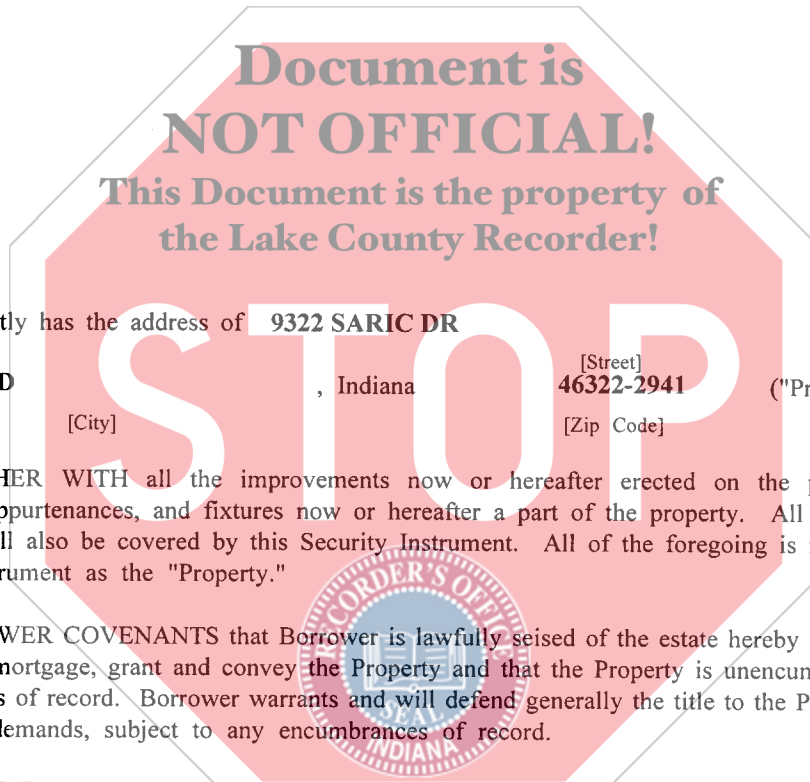 Document is
NOT OFFICIAL!
This Document is the property of
the Lake County Recorder!
STOP
tly has the address of 9322 SARIC DR
[Street]
D , Indiana 46322-2941 ("Pr
[City] [Zip Code]
HER WITH all the improvements now or hereafter erected on the p
ppurtenances, and fixtures now or hereafter a part of the property. All
ll also be covered by this Security Instrument. All of the foregoing is
rument as the "Property."
WER COVENANTS that Borrower is lawfully seised of the estate hereby
mortgage, grant and convey the Property and that the Property is unencum
s of record. Borrower warrants and will defend generally the title to the P
demands, subject to any encumbrances of record.
RECORDER'S OFFICE
SEAL
INDIANA